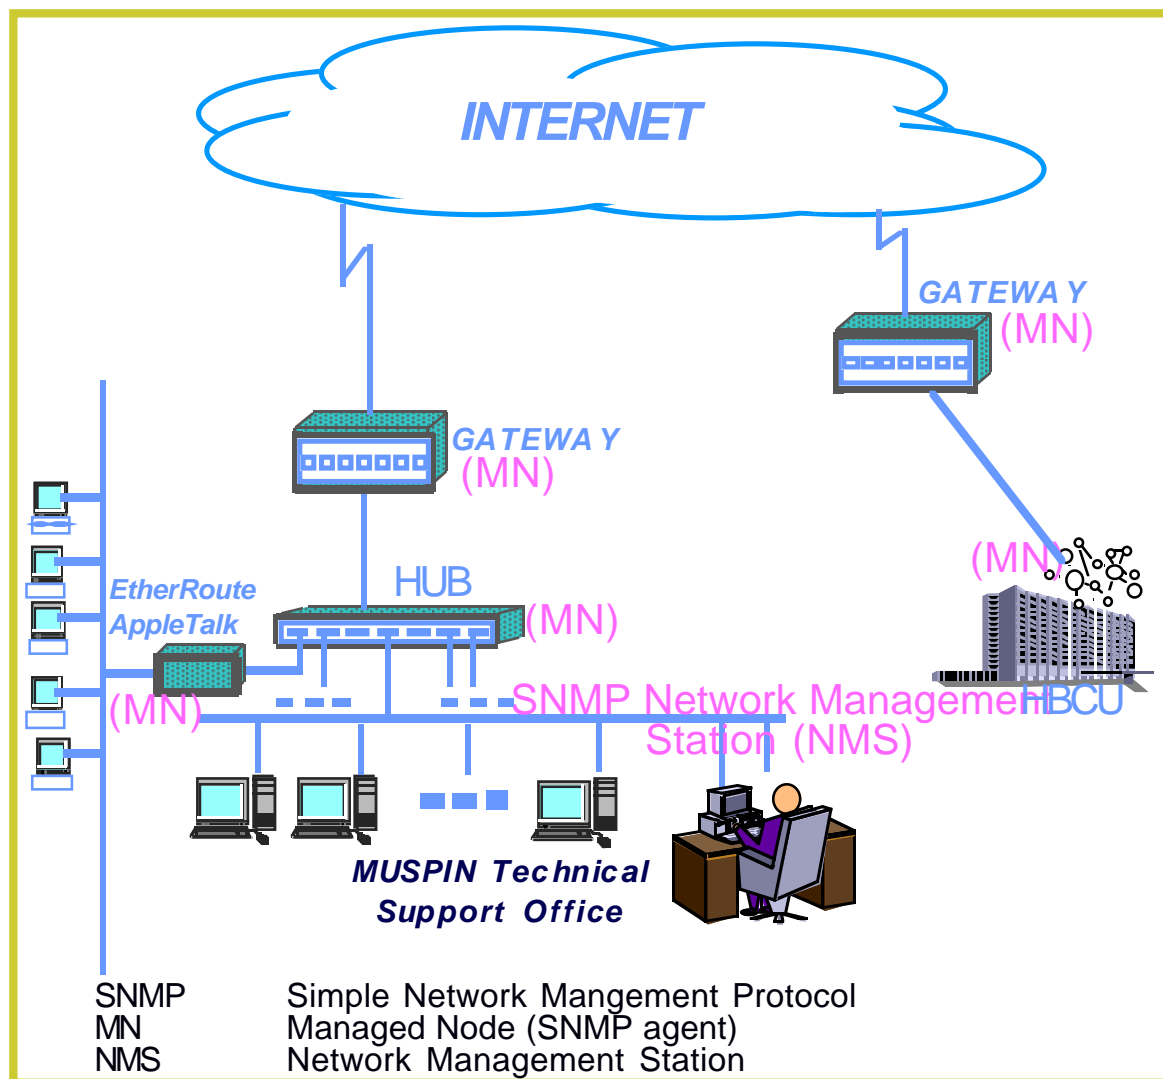 INTERNET
GATEWAY
(MN)
GATEWAY
(MN)
(MN)
HUB
EtherRoute
AppleTalk
(MN)
(MN)
SNMP Network Management
Station (NMS)
HBCU
MUSPIN Technical
Support Office
SNMP Simple Network Mangement Protocol
MN Managed Node (SNMP agent)
NMS Network Management Station